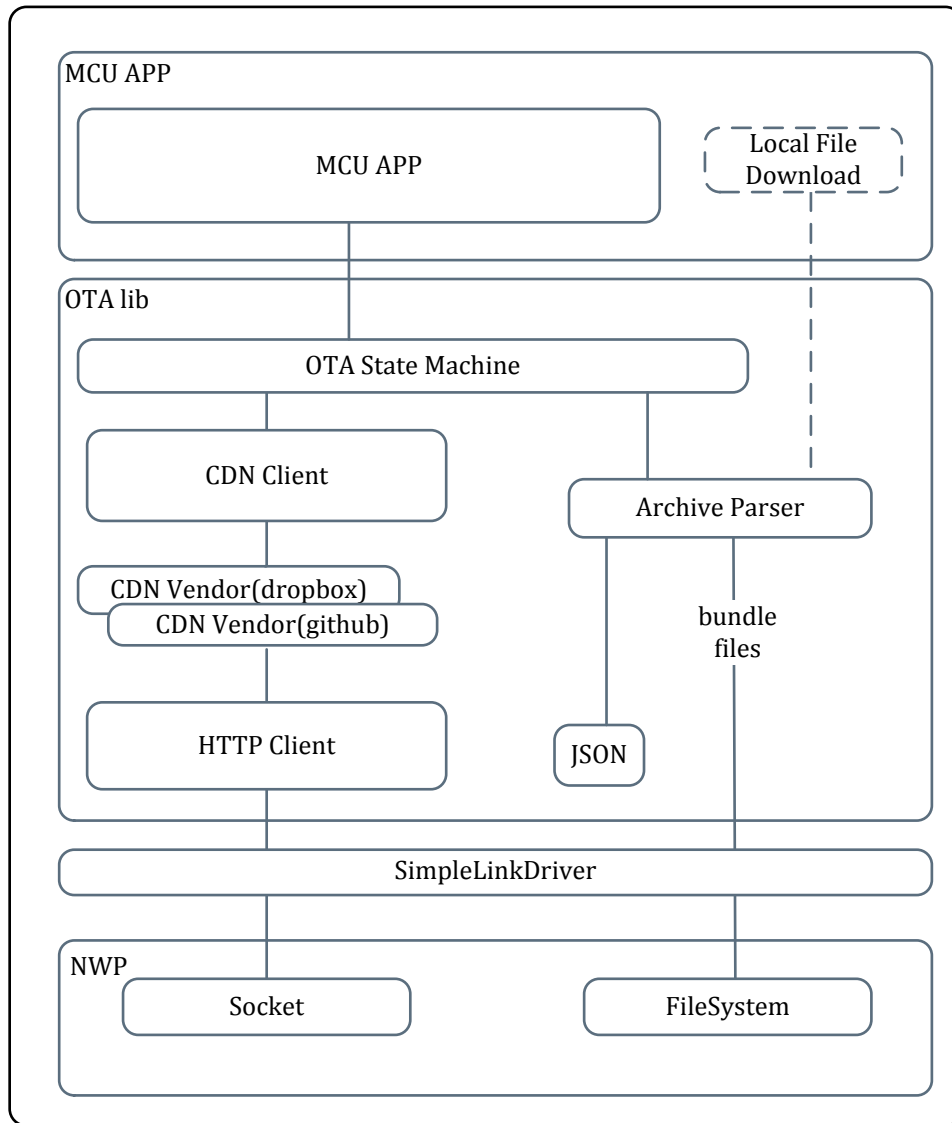 MCU APP
MCU APP
Local File
Download
OTA lib
OTA State Machine
CDN Client
Archive Parser
CDN Vendor(dropbox)
CDN Vendor(github)
bundle
files
HTTP Client
JSON
SimpleLinkDriver
NWP
Socket
FileSystem